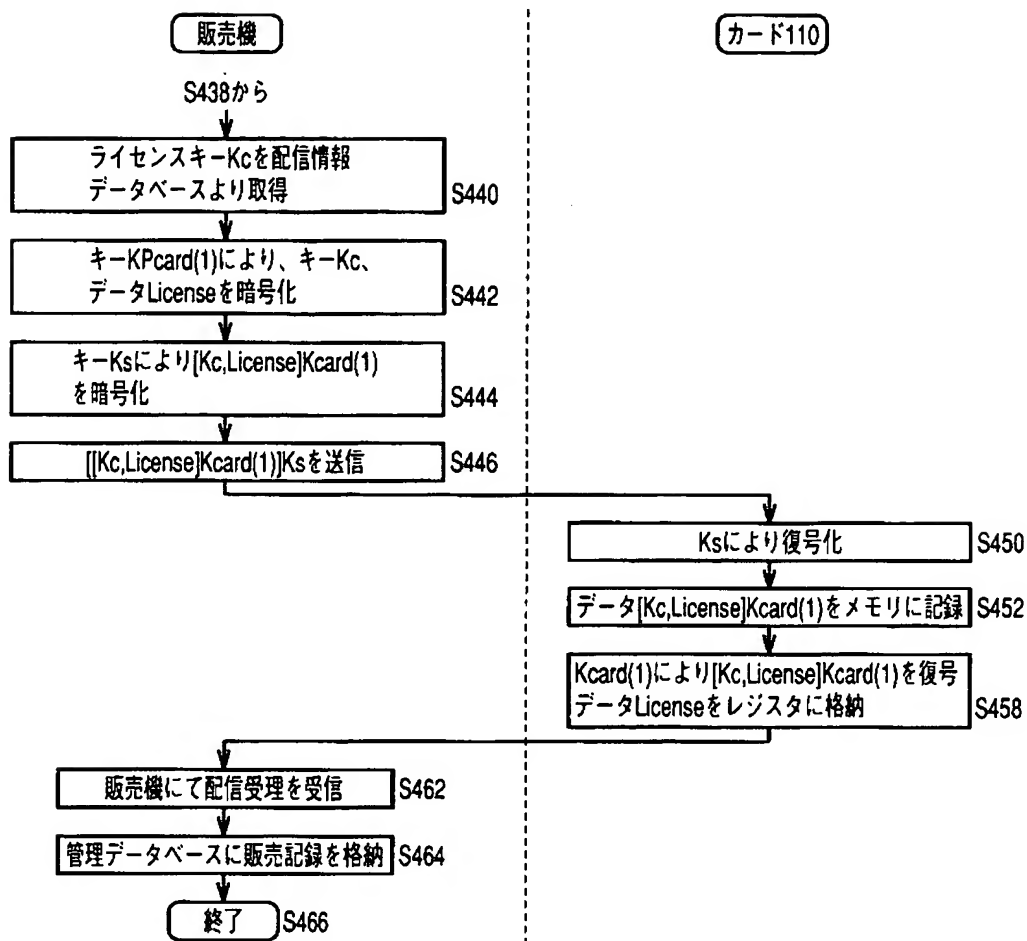 販売機
カード110
S438から
ライセンスキーKcを配信情報
データベースより取得
S440
キーKPcard(1)により、キーKc、
データLicenseを暗号化
S442
キーKsにより[Kc,License]Kcard(1)
を暗号化
S444
[[Kc,License]Kcard(1)]Ksを送信
S446
Ksにより復号化
S450
データ[Kc,License]Kcard(1)をメモリに記録
S452
Kcard(1)により[Kc,License]Kcard(1)を復号
データLicenseをレジスタに格納
S458
販売機にて配信受理を受信
S462
管理データベースに販売記録を格納
S464
終了
S466